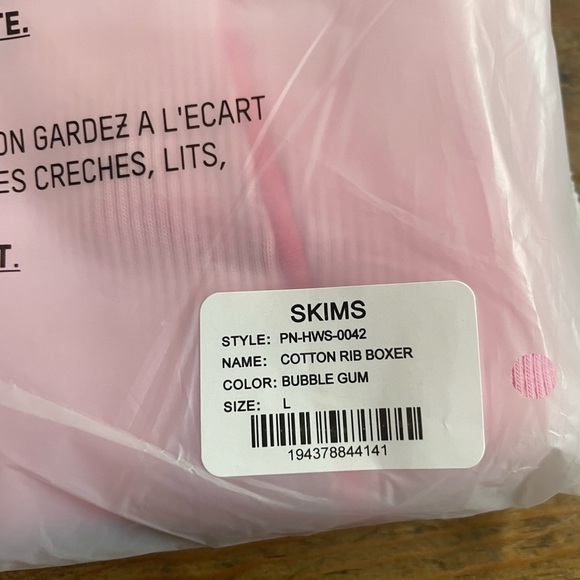 TE.
ON GARDEZ A L'ECART
ES CRECHES, LITS,
T.
SKIMS
STYLE: PN-HWS-0042
NAME: COTTON RIB BOXER
COLOR: BUBBLE GUM
SIZE: L
194378844141